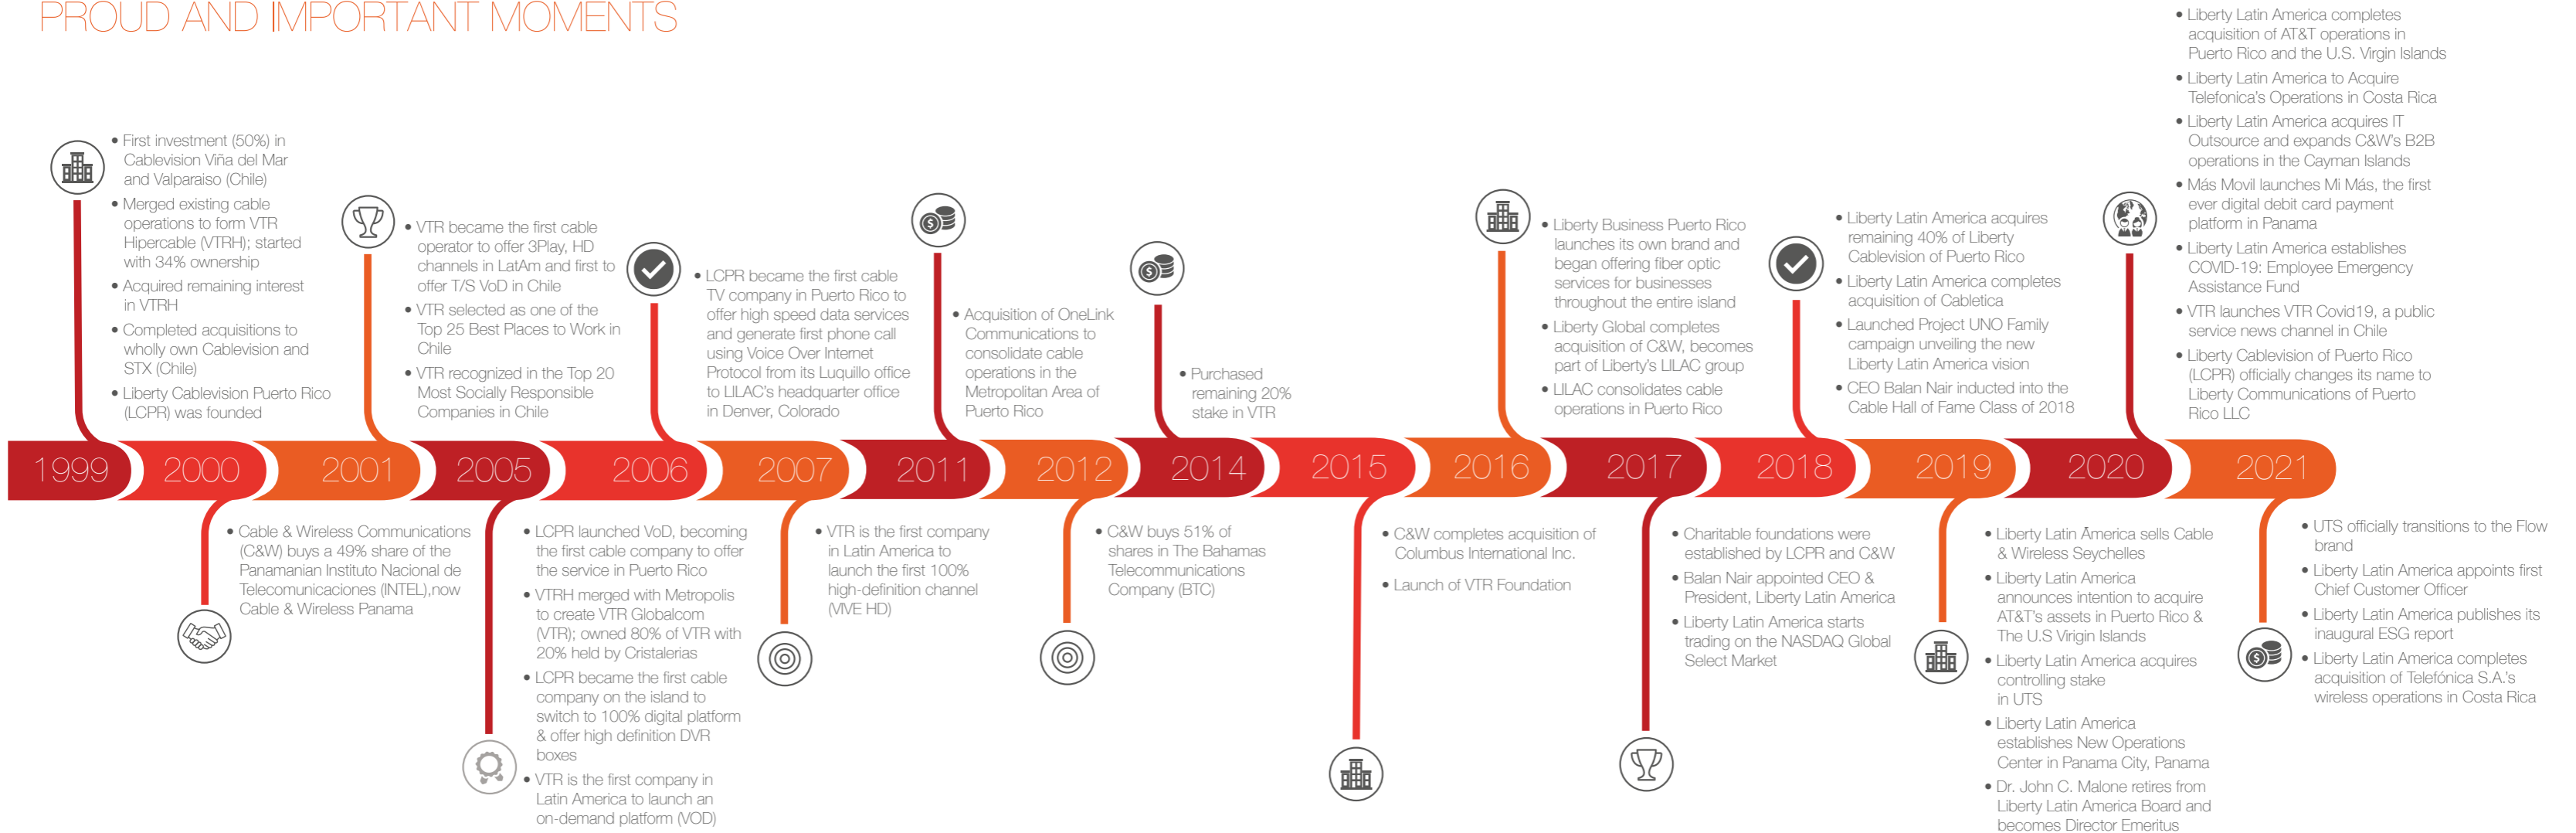 PROUD AND IMPORTANT MOMENTS
• First investment (50%) in
Cablevision Viña del Mar
and Valparaiso (Chile)
• Merged existing cable
operations to form VTR
Hipercable (VTRH); started
with 34% ownership
• Acquired remaining interest
in VTRH
• Completed acquisitions to
wholly own Cablevision and
STX (Chile)
• Liberty Cablevision Puerto Rico
(LCPR) was founded
• VTR became the first cable
operator to offer 3Play, HD
channels in LatAm and first to
offer T/S VoD in Chile
• VTR selected as one of the
Top 25 Best Places to Work in
Chile
• VTR recognized in the Top 20
Most Socially Responsible
Companies in Chile
• LCPR became the first cable
TV company in Puerto Rico to
offer high speed data services
and generate first phone call
using Voice Over Internet
Protocol from its Luquillo office
to LILAC's headquarter office
in Denver, Colorado
• Acquisition of OneLink
Communications to
consolidate cable
operations in the
Metropolitan Area of
Puerto Rico
• Purchased
remaining 20%
stake in VTR
• Liberty Business Puerto Rico
launches its own brand and
began offering fiber optic
services for businesses
throughout the entire island
• Liberty Global completes
acquisition of C&W, becomes
part of Liberty's LILAC group
• LILAC consolidates cable
operations in Puerto Rico
• Liberty Latin America acquires
remaining 40% of Liberty
Cablevision of Puerto Rico
• Liberty Latin America completes
acquisition of Cabletica
• Launched Project UNO Family
campaign unveiling the new
Liberty Latin America vision
• CEO Balan Nair inducted into the
Cable Hall of Fame Class of 2018
• Liberty Latin America completes
acquisition of AT&T operations in
Puerto Rico and the U.S. Virgin Islands
• Liberty Latin America to Acquire
Telefonica's Operations in Costa Rica
• Liberty Latin America acquires IT
Outsource and expands C&W's B2B
operations in the Cayman Islands
• Más Movil launches Mi Más, the first
ever digital debit card payment
platform in Panama
• Liberty Latin America establishes
COVID-19: Employee Emergency
Assistance Fund
• VTR launches VTR Covid19, a public
service news channel in Chile
• Liberty Cablevision of Puerto Rico
(LCPR) officially changes its name to
Liberty Communications of Puerto
Rico LLC
1999 2000 2001 2005 2006 2007 2011 2012 2014 2015 2016 2017 2018 2019 2020 2021
• Cable & Wireless Communications
(C&W) buys a 49% share of the
Panamanian Instituto Nacional de
Telecomunicaciones (INTEL),now
Cable & Wireless Panama
• LCPR launched VoD, becoming
the first cable company to offer
the service in Puerto Rico
• VTRH merged with Metropolis
to create VTR Globalcom
(VTR); owned 80% of VTR with
20% held by Cristalerias
• LCPR became the first cable
company on the island to
switch to 100% digital platform
& offer high definition DVR
boxes
• VTR is the first company in
Latin America to launch an
on-demand platform (VOD)
• VTR is the first company
in Latin America to
launch the first 100%
high-definition channel
(VIVE HD)
• C&W buys 51% of
shares in The Bahamas
Telecommunications
Company (BTC)
• C&W completes acquisition of
Columbus International Inc.
• Launch of VTR Foundation
• Charitable foundations were
established by LCPR and C&W
• Balan Nair appointed CEO &
President, Liberty Latin America
• Liberty Latin America starts
trading on the NASDAQ Global
Select Market
• Liberty Latin America sells Cable
& Wireless Seychelles
• Liberty Latin America
announces intention to acquire
AT&T's assets in Puerto Rico &
The U.S Virigin Islands
• Liberty Latin America acquires
controlling stake
in UTS
• Liberty Latin America
establishes New Operations
Center in Panama City, Panama
• Dr. John C. Malone retires from
Liberty Latin America Board and
becomes Director Emeritus
• UTS officially transitions to the Flow
brand
• Liberty Latin America appoints first
Chief Customer Officer
• Liberty Latin America publishes its
inaugural ESG report
• Liberty Latin America completes
acquisition of Telefónica S.A.'s
wireless operations in Costa Rica